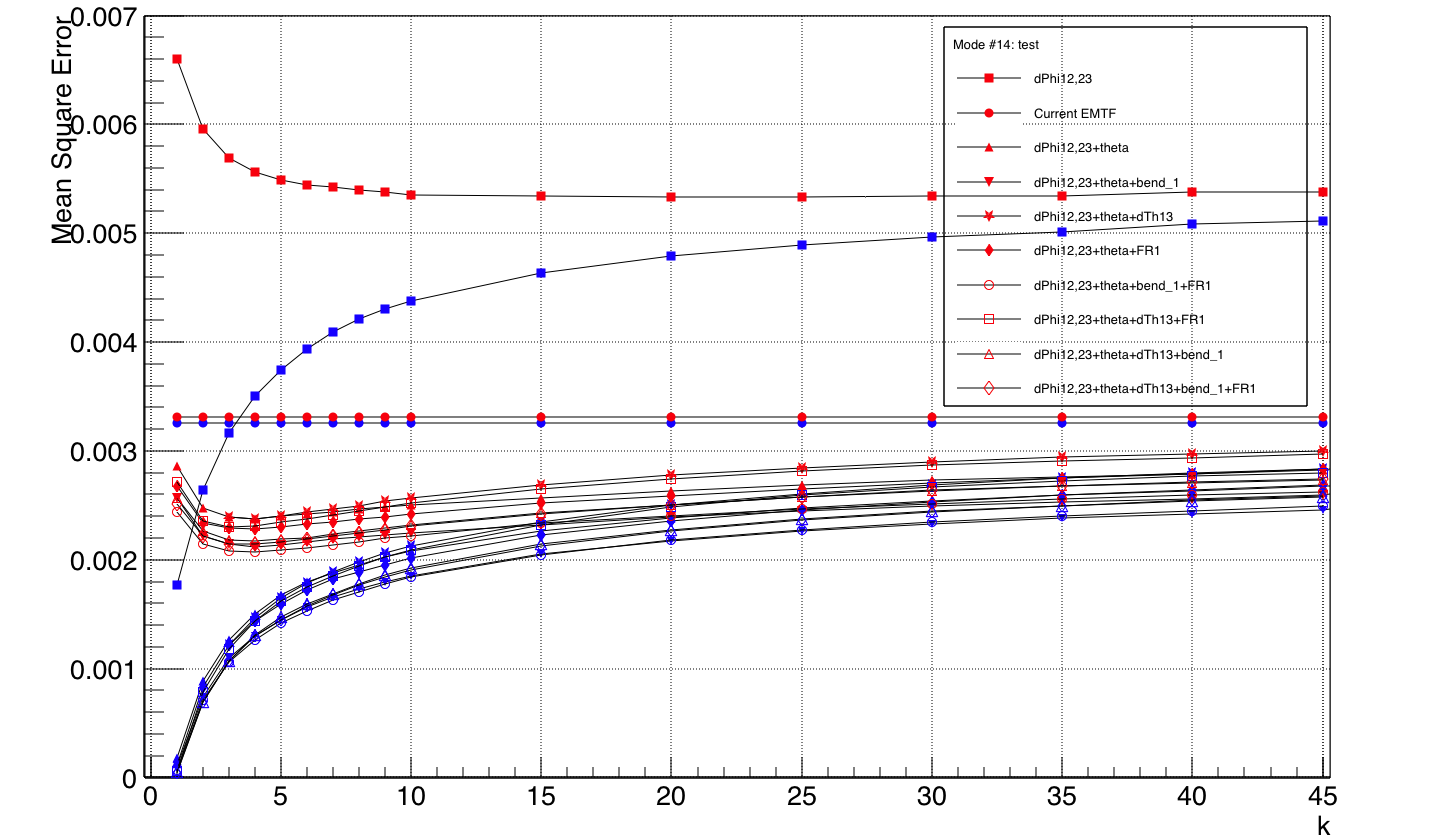 Mean Square Error
0.007
0.006
0.005
0.004
0.003
0.002
0.001
0
Mode #14: test
dPhi12,23
Current EMTF
dPhi12,23+theta
dPhi12,23+theta+bend_1
dPhi12,23+theta+dTh13
dPhi12,23+theta+FR1
dPhi12,23+theta+bend_1+FR1
dPhi12,23+theta+dTh13+FR1
dPhi12,23+theta+dTh13+bend_1
dPhi12,23+theta+dTh13+bend_1+FR1
0 5 10 15 20 25 30 35 40 45
k